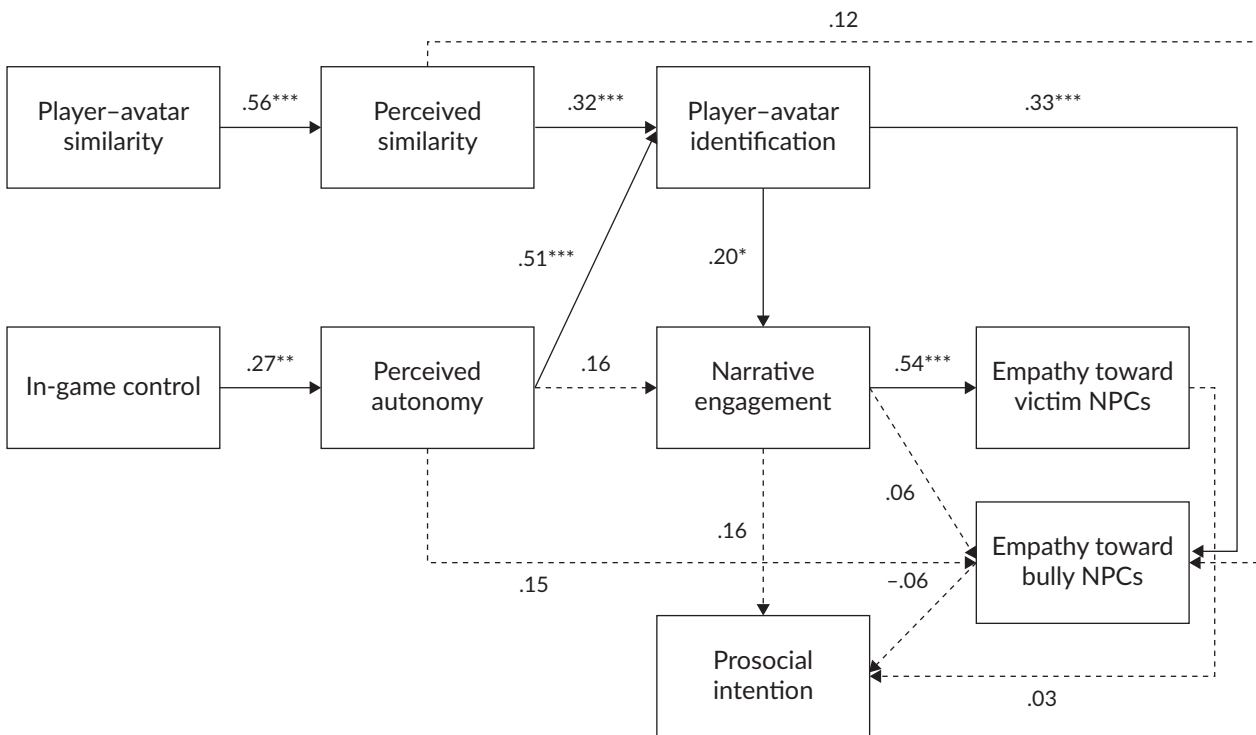 .12
Player–avatar
similarity
.56***
Perceived
similarity
.32***
Player–avatar
identification
.33***
.51***
.20*
In-game control
.27**
Perceived
autonomy
.16
Narrative
engagement
.54***
Empathy toward
victim NPCs
.06
.16
Empathy toward
bully NPCs
.15
–.06
Prosocial
intention
.03